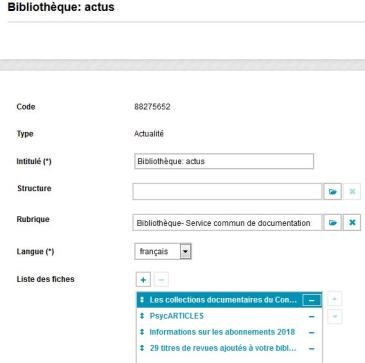 Bibliothèque: actus
Code 88275652
Type Actualité
Intitulé (*) Bibliothèque: actus
Structure
Rubrique Bibliothèque- Service commun de documentation
Langue (*) français
Liste des fiches + –
Les collections documentaires du Con... –
PsycARTICLES –
Informations sur les abonnements 2018 –
29 titres de revues ajoutés à votre bibl... –